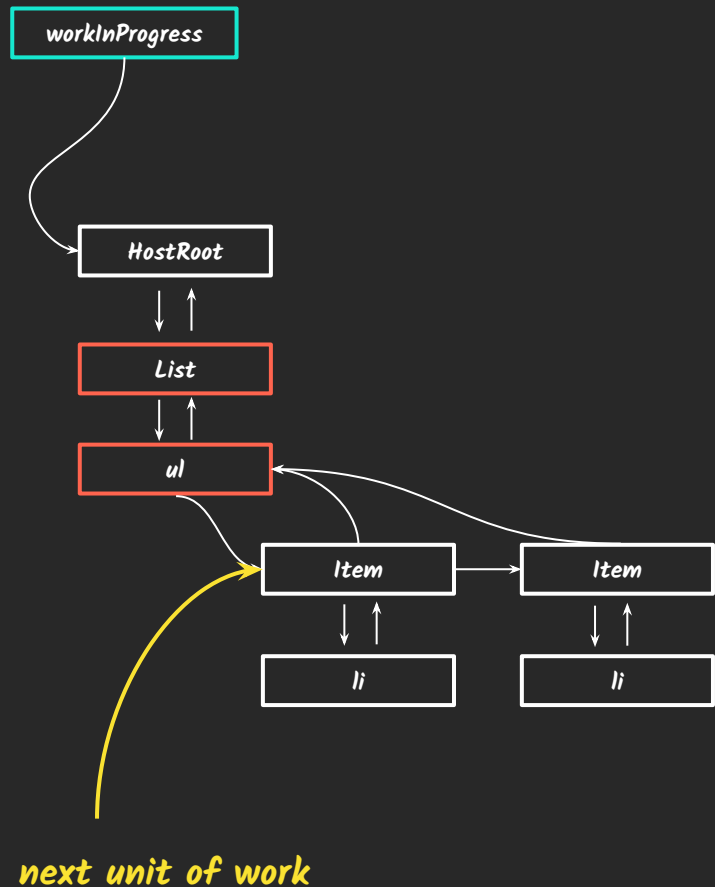 workInProgress
HostRoot
List
ul
Item
Item
li
li
next unit of work